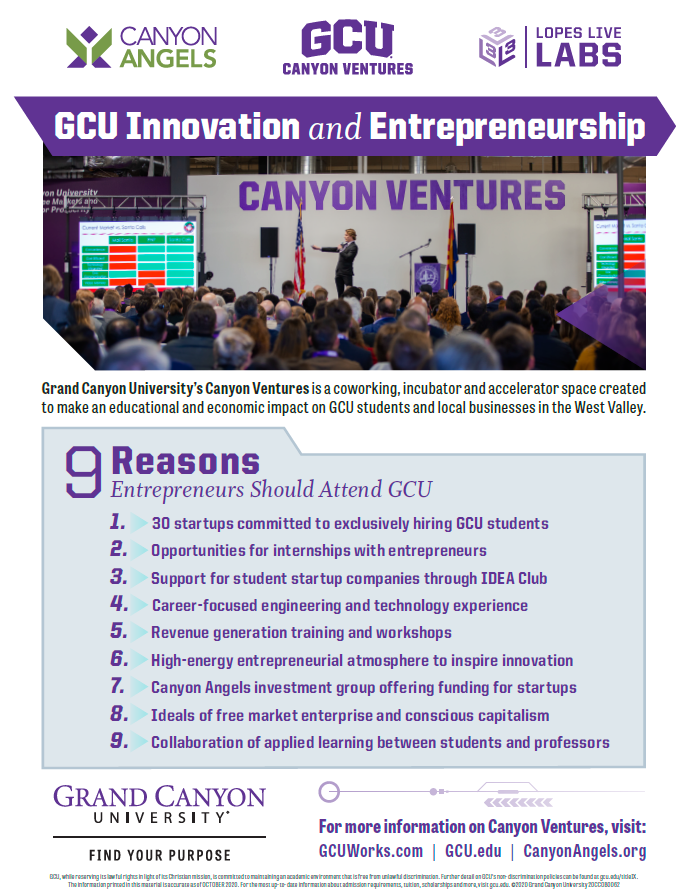 CANYON
ANGELS
GCU
CANYON VENTURES
LOPES LIVE
LABS
GCU Innovation and Entrepreneurship
CANYON VENTURES
Grand Canyon University's Canyon Ventures is a coworking, incubator and accelerator space created
to make an educational and economic impact on GCU students and local businesses in the West Valley.
9 Reasons
Entrepreneurs Should Attend GCU
1. 30 startups committed to exclusively hiring GCU students
2. Opportunities for internships with entrepreneurs
3. Support for student startup companies through IDEA Club
4. Career-focused engineering and technology experience
5. Revenue generation training and workshops
6. High-energy entrepreneurial atmosphere to inspire innovation
7. Canyon Angels investment group offering funding for startups
8. Ideals of free market enterprise and conscious capitalism
9. Collaboration of applied learning between students and professors
GRAND CANYON
UNIVERSITY
FIND YOUR PURPOSE
For more information on Canyon Ventures, visit:
GCUWorks.com | GCU.edu | CanyonAngels.org
GCU, while reserving its lawful rights in light of its Christian mission, is committed to maintaining an academic environment that is free from unlawful discrimination. Further detail on GCU's non-discrimination policies can be found at gcu.edu/titleIX.
The information printed in this material is accurate as of OCTOBER 2020. For the most up-to-date information about admission requirements, tuition, scholarships and more, visit gcu.edu. ©2020 Grand Canyon University